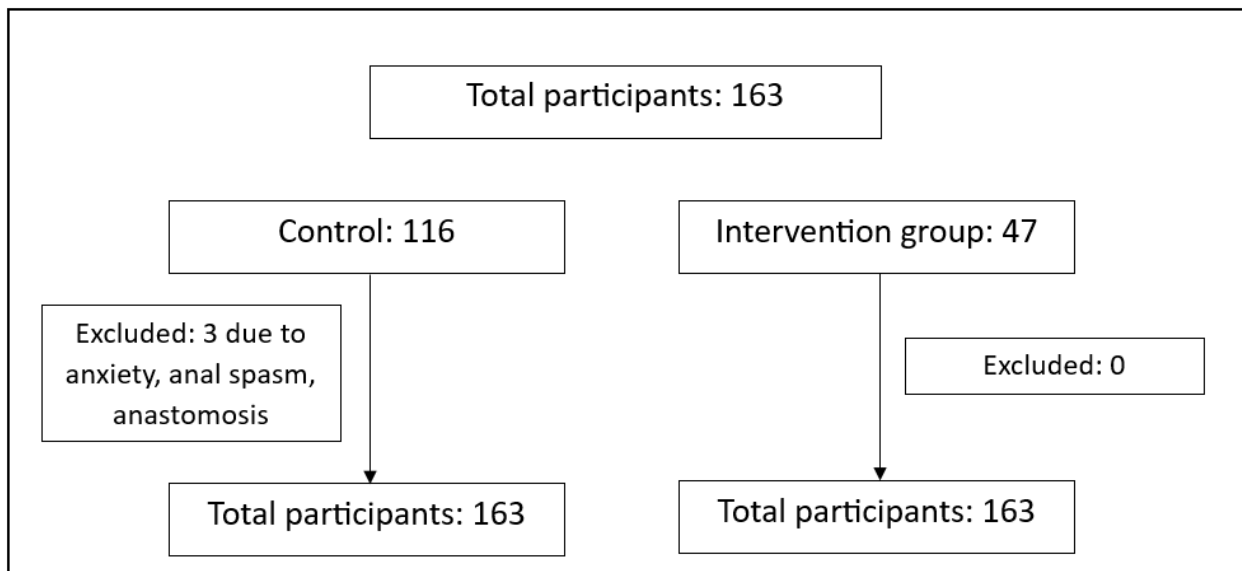 Total participants: 163
Control: 116
Intervention group: 47
Excluded: 3 due to
anxiety, anal spasm,
anastomosis
Excluded: 0
Total participants: 163
Total participants: 163